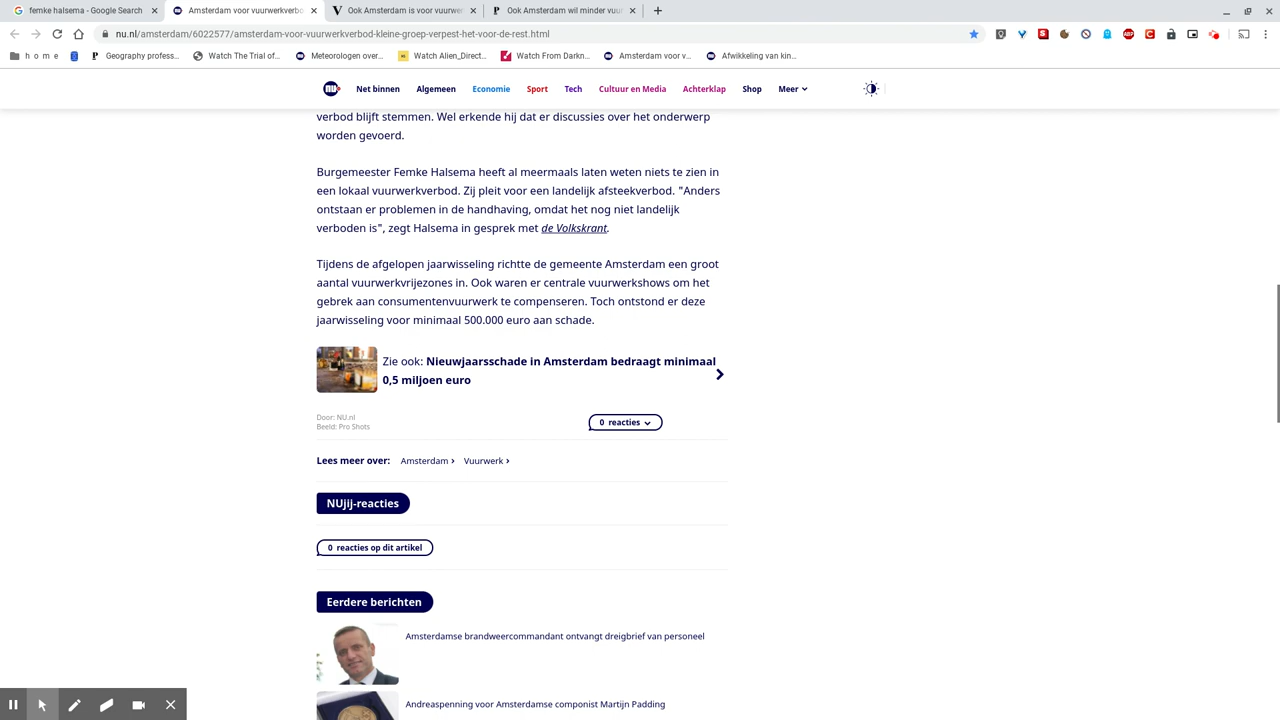 femke halsema - Google Search
Amsterdam voor vuurwerkverbo
Ook Amsterdam is voor vuurwer
Ook Amsterdam wil minder vuur
nu.nl/amsterdam/6022577/amsterdam-voor-vuurwerkverbod-kleine-groep-verpest-het-voor-de-rest.html
h o m e
Geography profess...
Watch The Trial of...
Meteorologen over...
Watch Alien_Direct...
Watch From Darkn...
Amsterdam voor v...
Afwikkeling van kin...
NU
Net binnen
Algemeen
Economie
Sport
Tech
Cultuur en Media
Achterklap
Shop
Meer
verbod blijft stemmen. Wel erkende hij dat er discussies over het onderwerp
worden gevoerd.
Burgemeester Femke Halsema heeft al meermaals laten weten niets te zien in
een lokaal vuurwerkverbod. Zij pleit voor een landelijk afsteekverbod. "Anders
ontstaan er problemen in de handhaving, omdat het nog niet landelijk
verboden is", zegt Halsema in gesprek met de Volkskrant.
Tijdens de afgelopen jaarwisseling richtte de gemeente Amsterdam een groot
aantal vuurwerkvrijezones in. Ook waren er centrale vuurwerkshows om het
gebrek aan consumentenvuurwerk te compenseren. Toch ontstond er deze
jaarwisseling voor minimaal 500.000 euro aan schade.
Zie ook: Nieuwjaarsschade in Amsterdam bedraagt minimaal
0,5 miljoen euro
Door: NU.nl
Beeld: Pro Shots
0 reacties
Lees meer over: Amsterdam › Vuurwerk ›
NUjij-reacties
0 reacties op dit artikel
Eerdere berichten
Amsterdamse brandweercommandant ontvangt dreigbrief van personeel
Andreaspenning voor Amsterdamse componist Martijn Padding